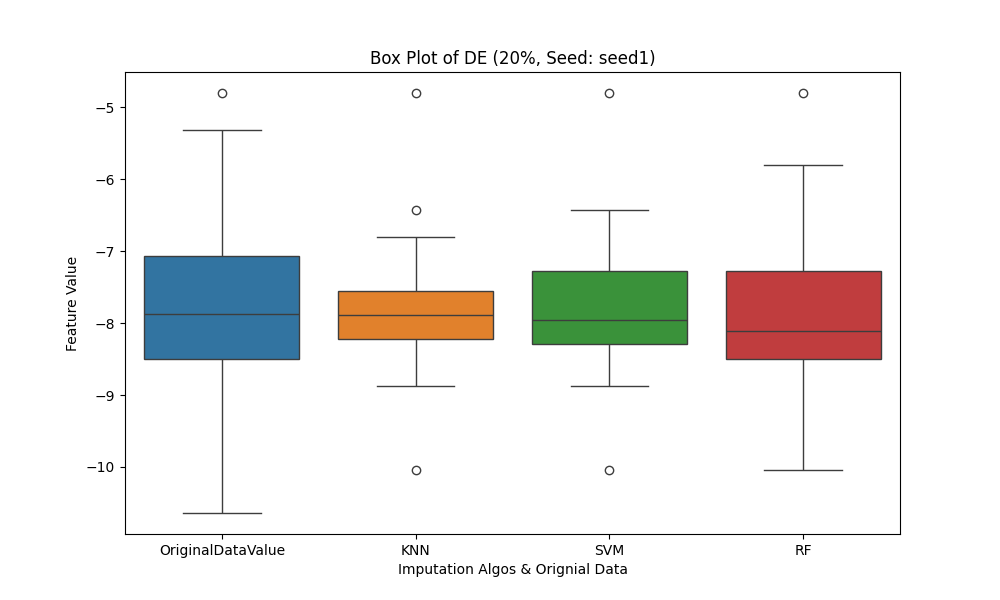 Box Plot of DE (20%, Seed: seed1)
−5
−6
−7
−8
−9
−10
Feature Value
OriginalDataValue
KNN
SVM
RF
Imputation Algos & Orignial Data